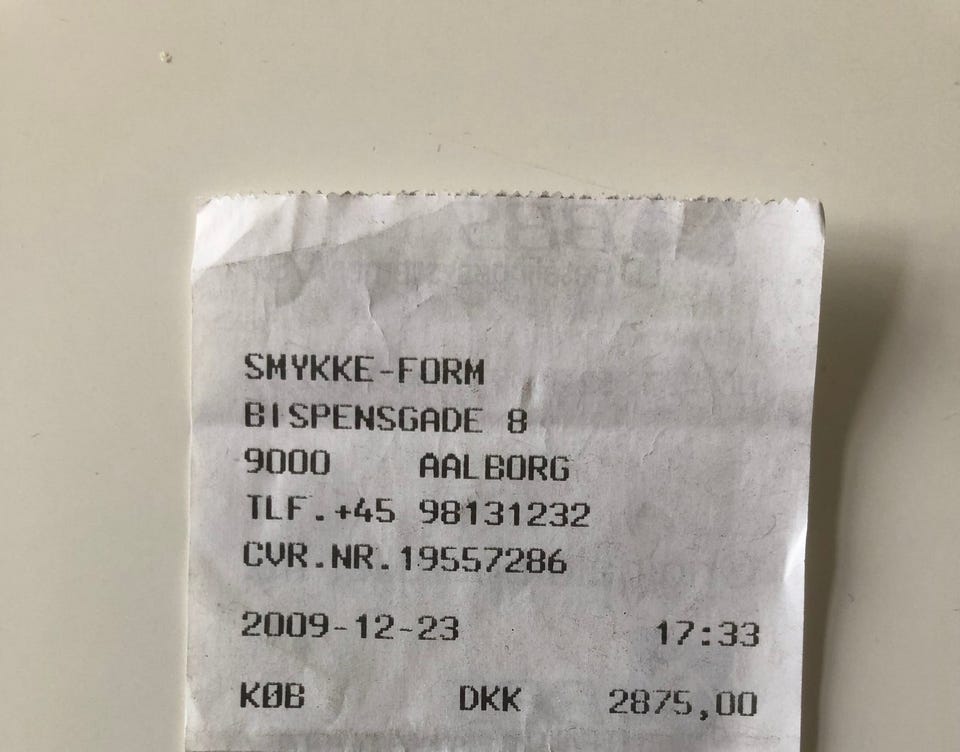 SMYKKE-FORM
BISPENSGADE 8
9000 AALBORG
TLF.+45 98131232
CVR.NR.19557286
2009-12-23 17:33
KØB DKK 2875,00